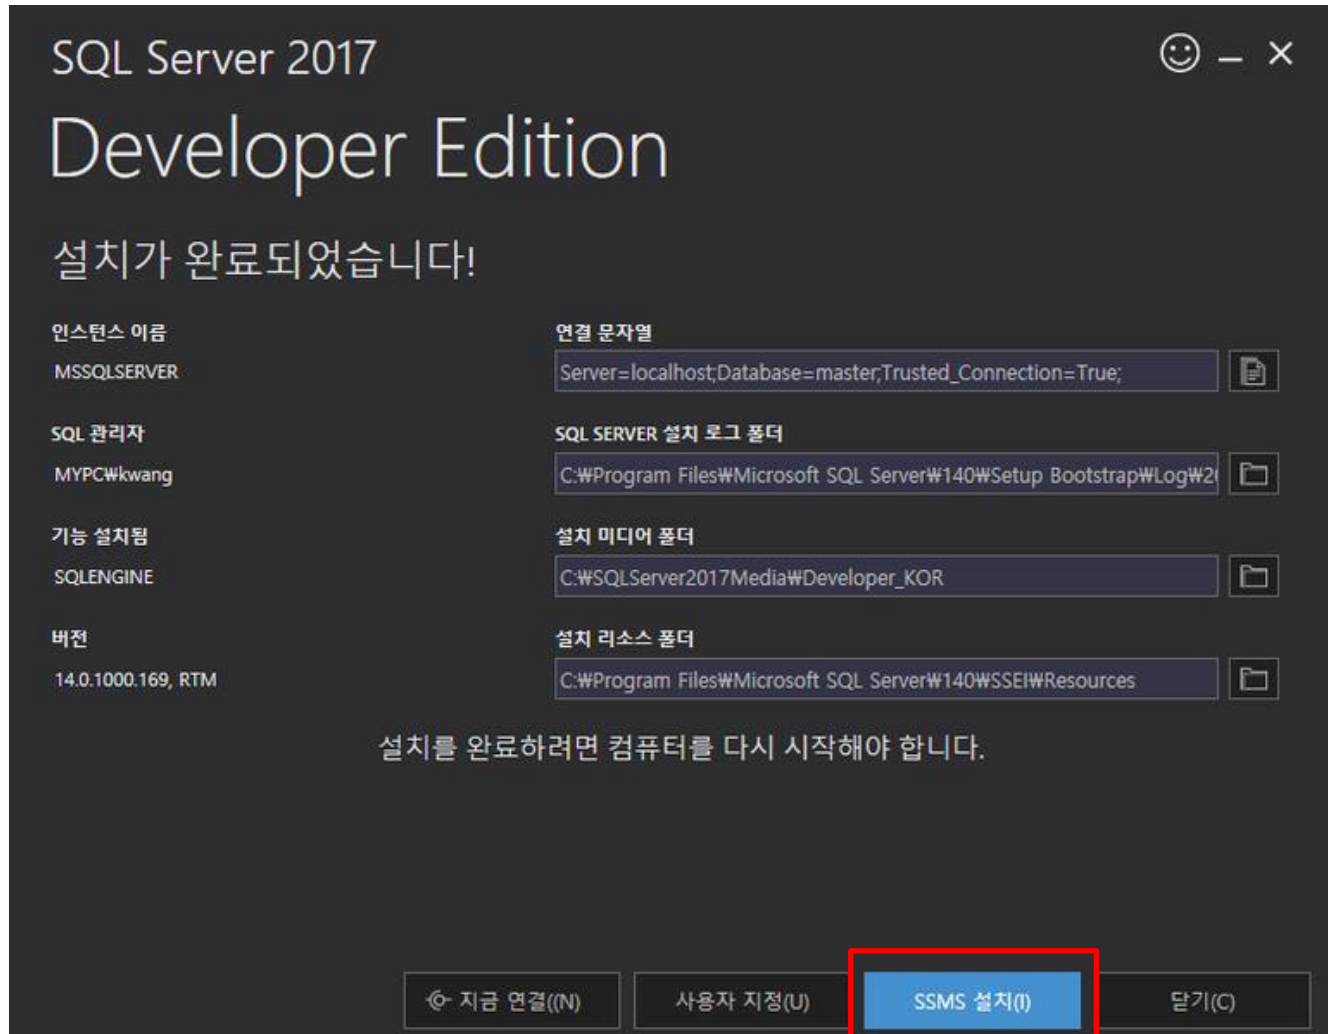 SQL Server 2017
Developer Edition
설치가 완료되었습니다!
인스턴스 이름
MSSQLSERVER
연결 문자열
Server=localhost;Database=master;Trusted_Connection=True;
SQL 관리자
MYPC₩kwang
SQL SERVER 설치 로그 폴더
C:₩Program Files₩Microsoft SQL Server₩140₩Setup Bootstrap₩Log₩20
기능 설치됨
SQLENGINE
설치 미디어 폴더
C:₩SQLServer2017Media₩Developer_KOR
버전
14.0.1000.169, RTM
설치 리소스 폴더
C:₩Program Files₩Microsoft SQL Server₩140₩SSEI₩Resources
설치를 완료하려면 컴퓨터를 다시 시작해야 합니다.
지금 연결((N)
사용자 지정(U)
SSMS 설치(I)
닫기(C)